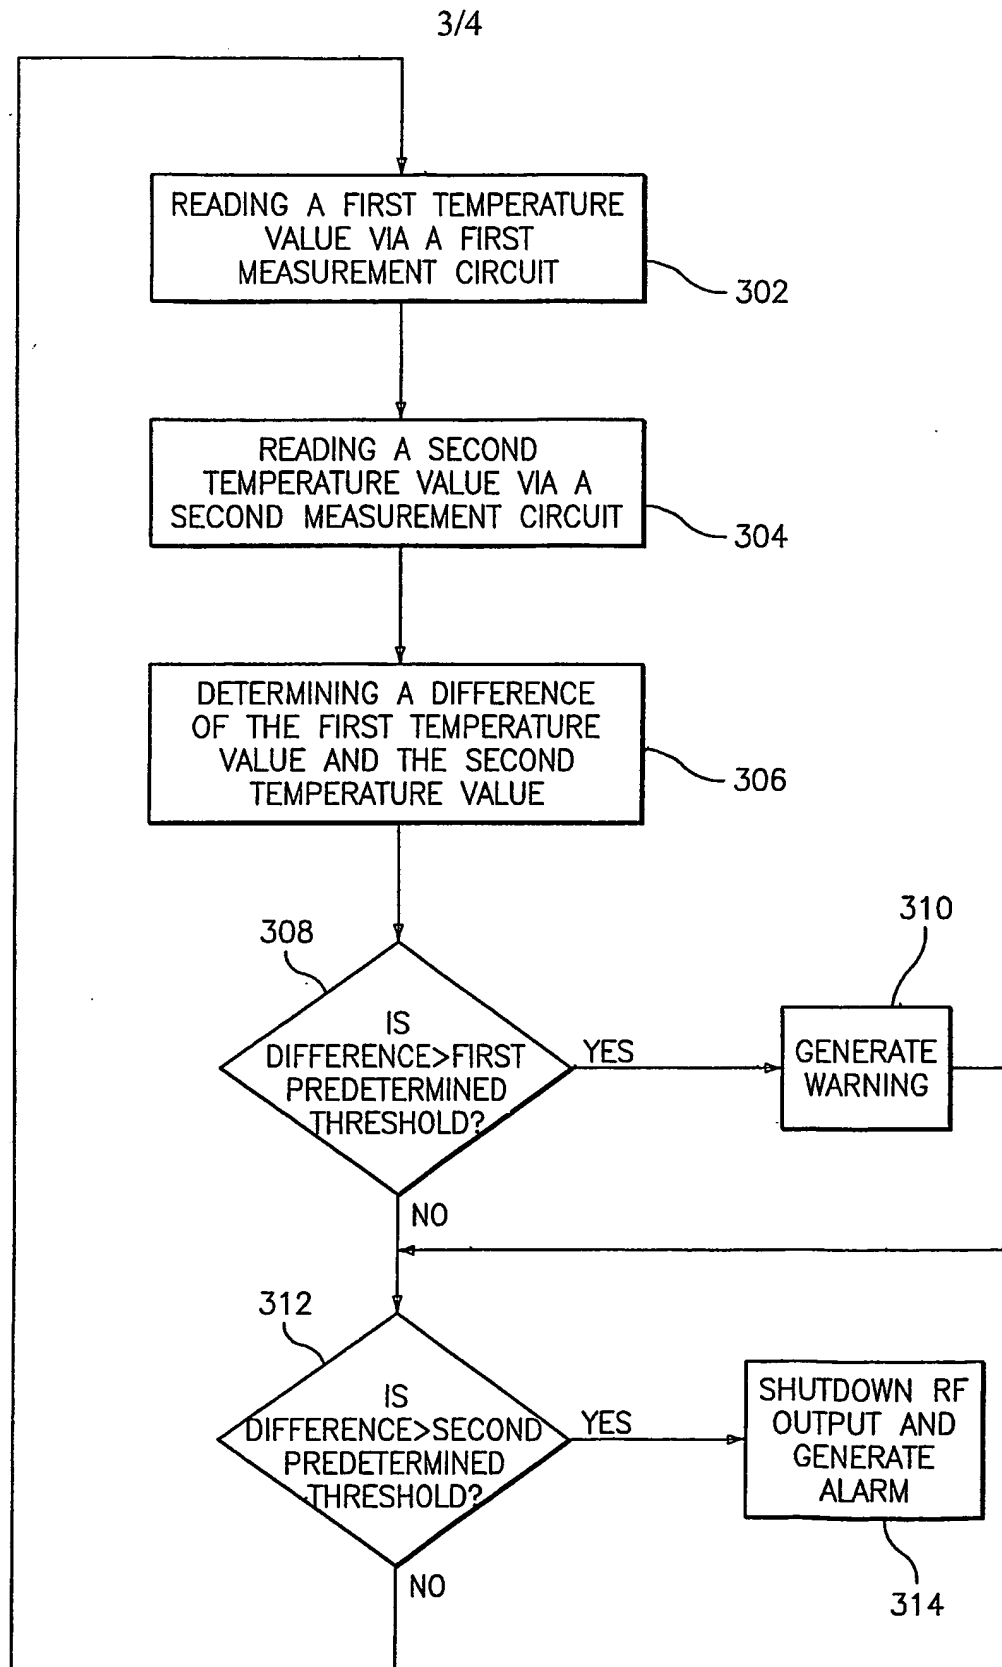 3/4
READING A FIRST TEMPERATURE
VALUE VIA A FIRST
MEASUREMENT CIRCUIT
302
READING A SECOND
TEMPERATURE VALUE VIA A
SECOND MEASUREMENT CIRCUIT
304
DETERMINING A DIFFERENCE
OF THE FIRST TEMPERATURE
VALUE AND THE SECOND
TEMPERATURE VALUE
306
308
IS
DIFFERENCE>FIRST
PREDETERMINED
THRESHOLD?
YES
310
GENERATE
WARNING
NO
312
IS
DIFFERENCE>SECOND
PREDETERMINED
THRESHOLD?
YES
SHUTDOWN RF
OUTPUT AND
GENERATE
ALARM
314
NO